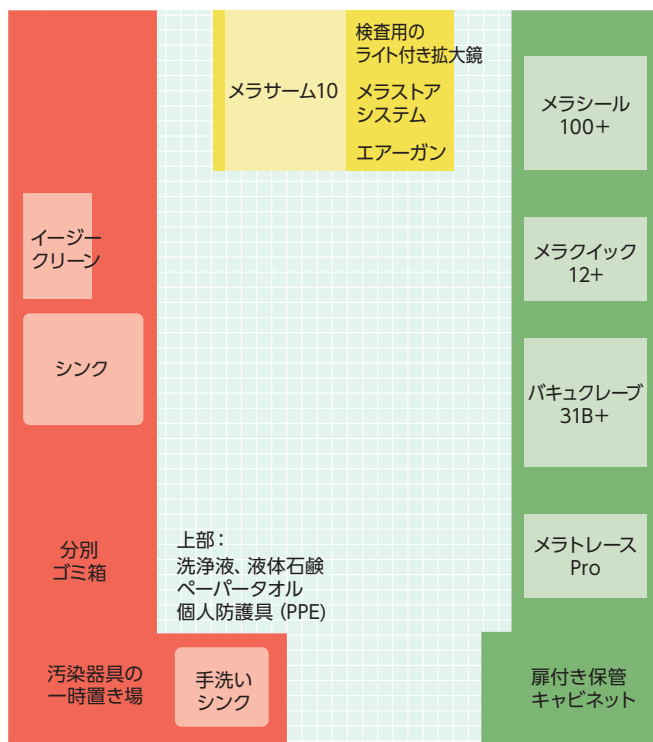 メラサーム10
検査用の
ライト付き拡大鏡
メラストア
システム
エアーガン
メラシール
100+
イージー
クリーン
メラクイック
12+
シンク
バキュクレーブ
31B+
分別
ゴミ箱
上部：
洗浄液、液体石鹸
ペーパータオル
個人防護具 (PPE)
メラトレース
Pro
汚染器具の
一時置き場
手洗い
シンク
扉付き保管
キャビネット